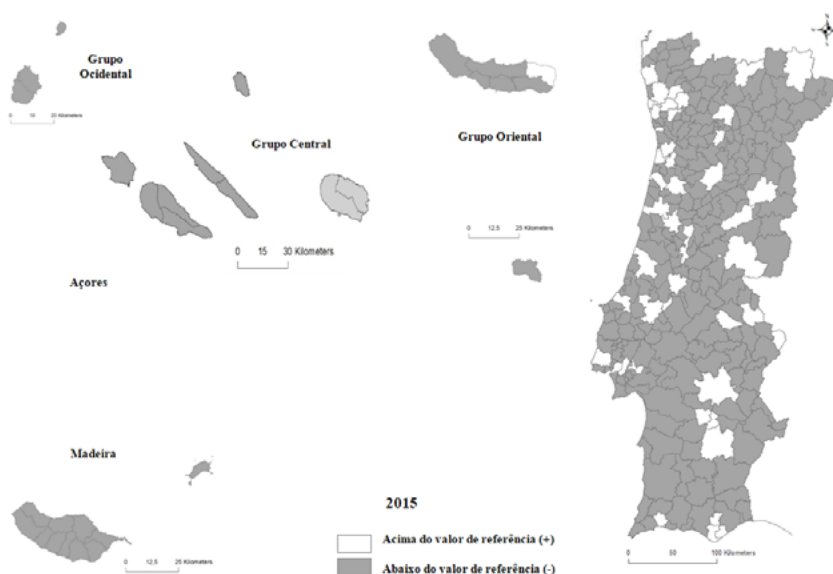 Grupo
Ocidental
0 10 20 Kilometers
Grupo Central
0 15 30 Kilometers
Grupo Oriental
0 12,5 25 Kilometers
Açores
Madeira
0 12,5 25 Kilometers
2015
Acima do valor de referência (+)
Abaixo do valor de referência (-)
0 50 100 Kilometers